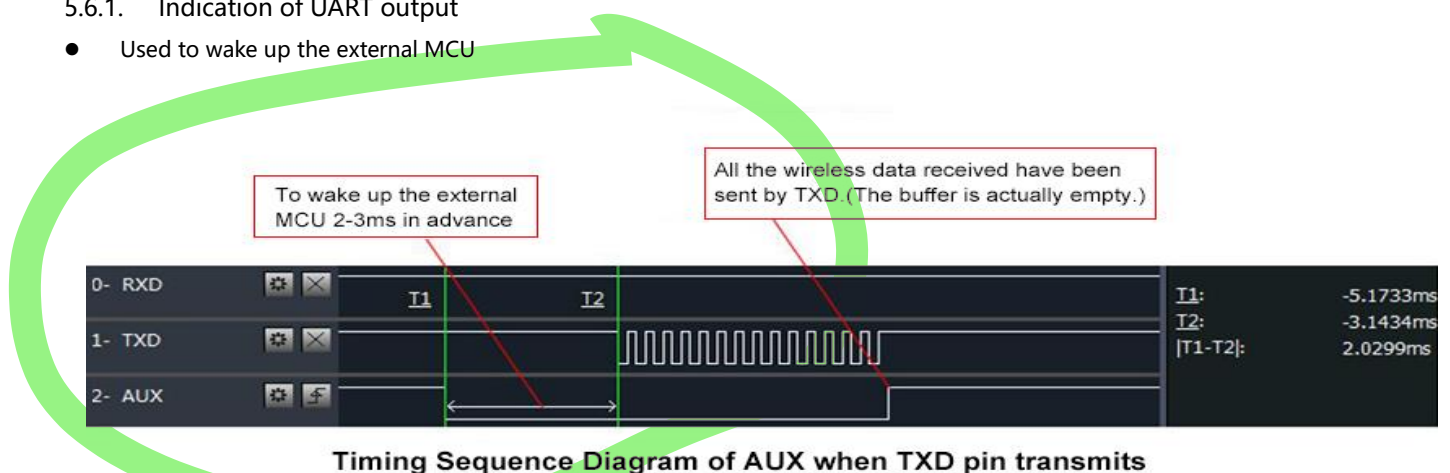 5.6.1. Indication of UART output
● Used to wake up the external MCU
To wake up the external
MCU 2-3ms in advance
All the wireless data received have been
sent by TXD.(The buffer is actually empty.)
0- RXD
T1
T2
1- TXD
2- AUX
T1: -5.1733ms
T2: -3.1434ms
|T1-T2|: 2.0299ms
Timing Sequence Diagram of AUX when TXD pin transmits